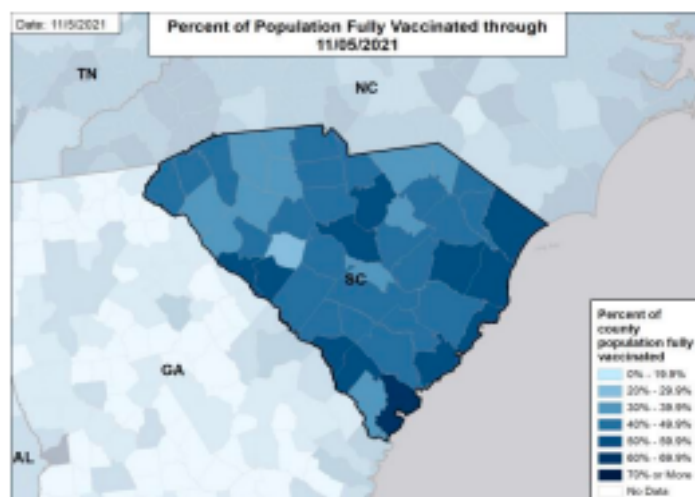 Date: 11/5/2021
Percent of Population Fully Vaccinated through
11/05/2021
TN
NC
SC
GA
AL
Percent of
county
population fully
vaccinated
0% - 19.9%
20% - 29.9%
30% - 39.9%
40% - 49.9%
50% - 59.9%
60% - 69.9%
70% or More
No Data